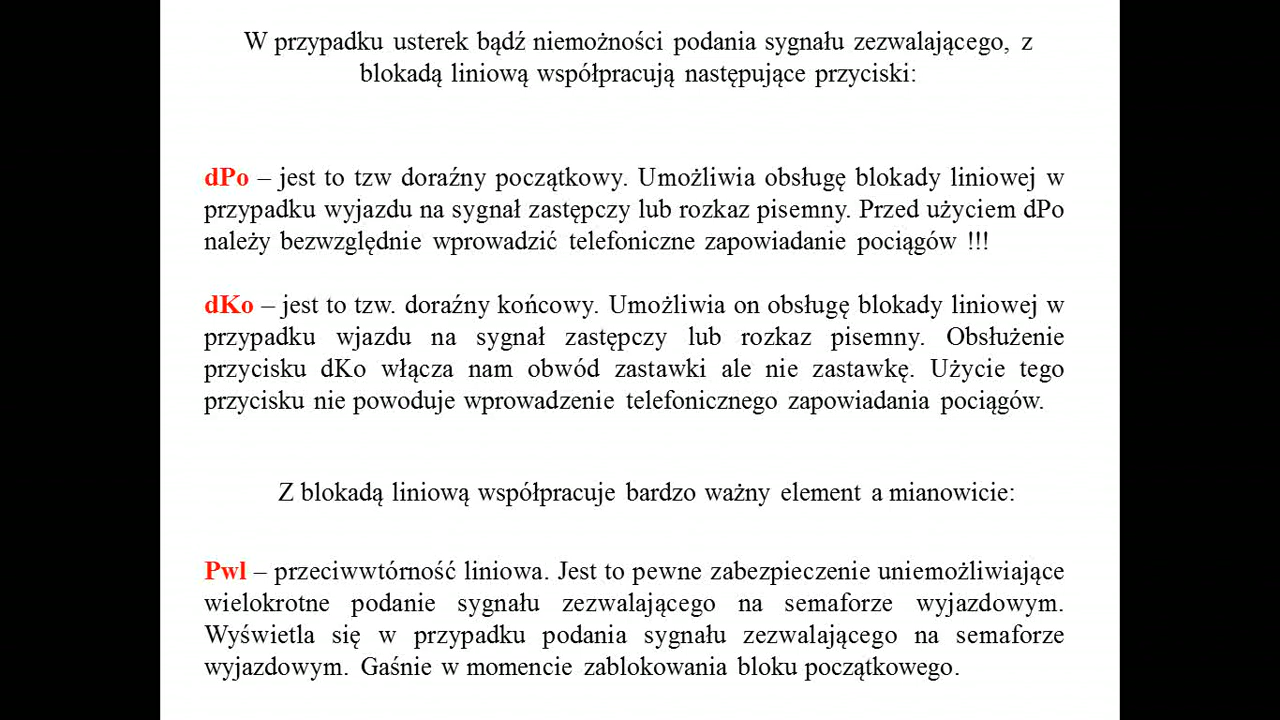 W przypadku usterek bądź niemożności podania sygnału zezwalającego, z
blokadą liniową współpracują następujące przyciski:
dPo – jest to tzw doraźny początkowy. Umożliwia obsługę blokady liniowej w
przypadku wyjazdu na sygnał zastępczy lub rozkaz pisemny. Przed użyciem dPo
należy bezwzględnie wprowadzić telefoniczne zapowiadanie pociągów !!!
dKo – jest to tzw. doraźny końcowy. Umożliwia on obsługę blokady liniowej w
przypadku wjazdu na sygnał zastępczy lub rozkaz pisemny. Obsłużenie
przycisku dKo włącza nam obwód zastawki ale nie zastawkę. Użycie tego
przycisku nie powoduje wprowadzenie telefonicznego zapowiadania pociągów.
Z blokadą liniową współpracuje bardzo ważny element a mianowicie:
Pwl – przeciwwtórność liniowa. Jest to pewne zabezpieczenie uniemożliwiające
wielokrotne podanie sygnału zezwalającego na semaforze wyjazdowym.
Wyświetla się w przypadku podania sygnału zezwalającego na semaforze
wyjazdowym. Gaśnie w momencie zablokowania bloku początkowego.